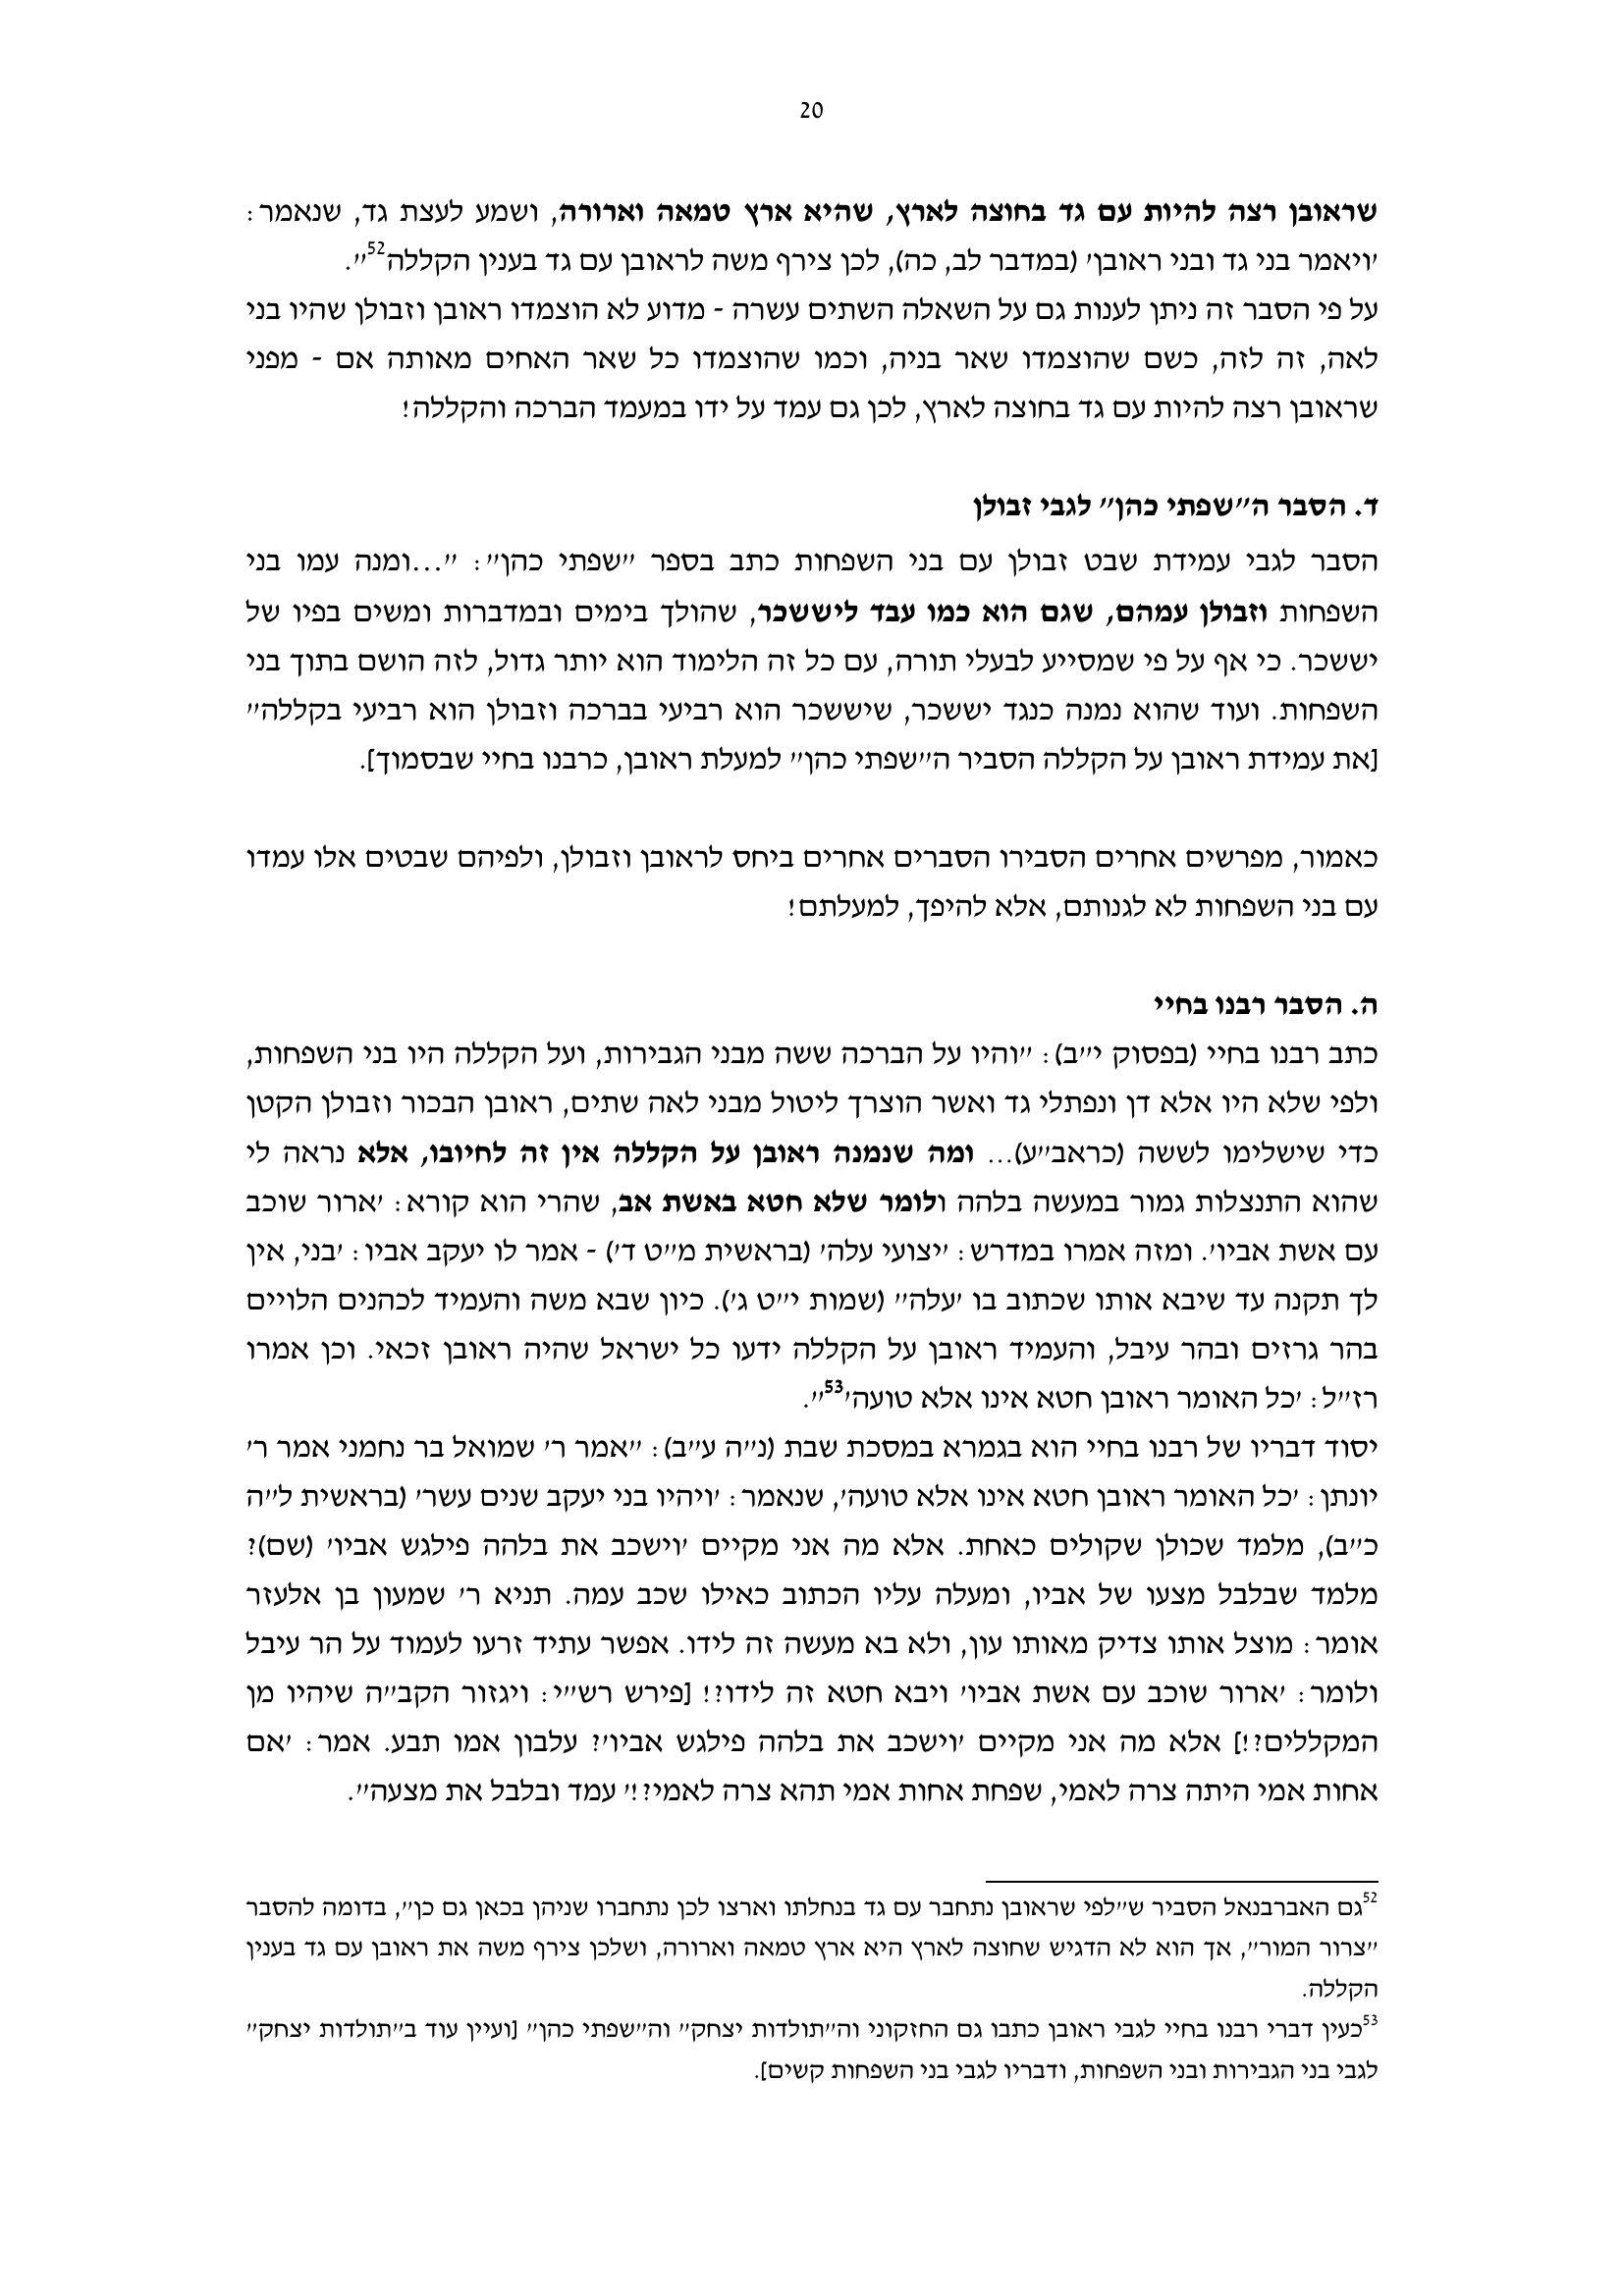 20
שראובן רצה להיות עם גד בחוצה לארץ, שהיא ארץ טמאה וארורה, ושמע לעצת גד, שנאמר:
'ויאמר בני גד ובני ראובן' (במדבר לב, כה), לכן צירף משה לראובן עם גד בענין הקללה52".
על פי הסבר זה ניתן לענות גם על השאלה השתים עשרה - מדוע לא הוצמדו ראובן וזבולן שהיו בני
לאה, זה לזה, כשם שהוצמדו שאר בניה, וכמו שהוצמדו כל שאר האחים מאותה אם - מפני
שראובן רצה להיות עם גד בחוצה לארץ, לכן גם עמד על ידו במעמד הברכה והקללה!
ד. הסבר ה"שפתי כהן" לגבי זבולן
הסבר לגבי עמידת שבט זבולן עם בני השפחות כתב בספר "שפתי כהן": "...ומנה עמו בני
השפחות וזבולן עמהם, שגם הוא כמו עבד ליששכר, שהולך בימים ובמדברות ומשים בפיו של
יששכר. כי אף על פי שמסייע לבעלי תורה, עם כל זה הלימוד הוא יותר גדול, לזה הושם בתוך בני
השפחות. ועוד שהוא נמנה כנגד יששכר, שיששכר הוא רביעי בברכה וזבולן הוא רביעי בקללה"
[את עמידת ראובן על הקללה הסביר ה"שפתי כהן" למעלת ראובן, כרבנו בחיי שבסמוך].
כאמור, מפרשים אחרים הסבירו הסברים אחרים ביחס לראובן וזבולן, ולפיהם שבטים אלו עמדו
עם בני השפחות לא לגנותם, אלא להיפך, למעלתם!
ה. הסבר רבנו בחיי
כתב רבנו בחיי (בפסוק י"ב): "והיו על הברכה ששה מבני הגבירות, ועל הקללה היו בני השפחות,
ולפי שלא היו אלא דן ונפתלי גד ואשר הוצרך ליטול מבני לאה שתים, ראובן הבכור וזבולן הקטן
כדי שישלימו לששה (כראב"ע)... ומה שנמנה ראובן על הקללה אין זה לחיובו, אלא נראה לי
שהוא התנצלות גמור במעשה בלהה ולומר שלא חטא באשת אב, שהרי הוא קורא: 'ארור שוכב
עם אשת אביו'. ומזה אמרו במדרש: 'יצועי עלה' (בראשית מ"ט ד') - אמר לו יעקב אביו: 'בני, אין
לך תקנה עד שיבא אותו שכתוב בו 'עלה'' (שמות י"ט ג'). כיון שבא משה והעמיד לכהנים הלויים
בהר גרזים ובהר עיבל, והעמיד ראובן על הקללה ידעו כל ישראל שהיה ראובן זכאי. וכן אמרו
רז"ל: 'כל האומר ראובן חטא אינו אלא טועה'53".
יסוד דבריו של רבנו בחיי הוא בגמרא במסכת שבת (נ"ה ע"ב): "אמר ר' שמואל בר נחמני אמר ר'
יונתן: 'כל האומר ראובן חטא אינו אלא טועה', שנאמר: 'ויהיו בני יעקב שנים עשר' (בראשית ל"ה
כ"ב), מלמד שכולן שקולים כאחת. אלא מה אני מקיים 'וישכב את בלהה פילגש אביו' (שם)?
מלמד שבלבל מצעו של אביו, ומעלה עליו הכתוב כאילו שכב עמה. תניא ר' שמעון בן אלעזר
אומר: מוצל אותו צדיק מאותו עון, ולא בא מעשה זה לידו. אפשר עתיד זרעו לעמוד על הר עיבל
ולומר: 'ארור שוכב עם אשת אביו' ויבא חטא זה לידו?! [פירש רש"י: ויגזור הקב"ה שיהיו מן
המקללים?!] אלא מה אני מקיים 'וישכב את בלהה פילגש אביו'? עלבון אמו תבע. אמר: 'אם
אחות אמי היתה צרה לאמי, שפחת אחות אמי תהא צרה לאמי?!' עמד ובלבל את מצעה".
52גם האברבנאל הסביר ש"לפי שראובן נתחבר עם גד בנחלתו וארצו לכן נתחברו שניהן בכאן גם כן", בדומה להסבר
"צרור המור", אך הוא לא הדגיש שחוצה לארץ היא ארץ טמאה וארורה, ושלכן צירף משה את ראובן עם גד בענין
הקללה.
53כעין דברי רבנו בחיי לגבי ראובן כתבו גם החזקוני וה"תולדות יצחק" וה"שפתי כהן" [ועיין עוד ב"תולדות יצחק"
לגבי בני הגבירות ובני השפחות, ודבריו לגבי בני השפחות קשים].